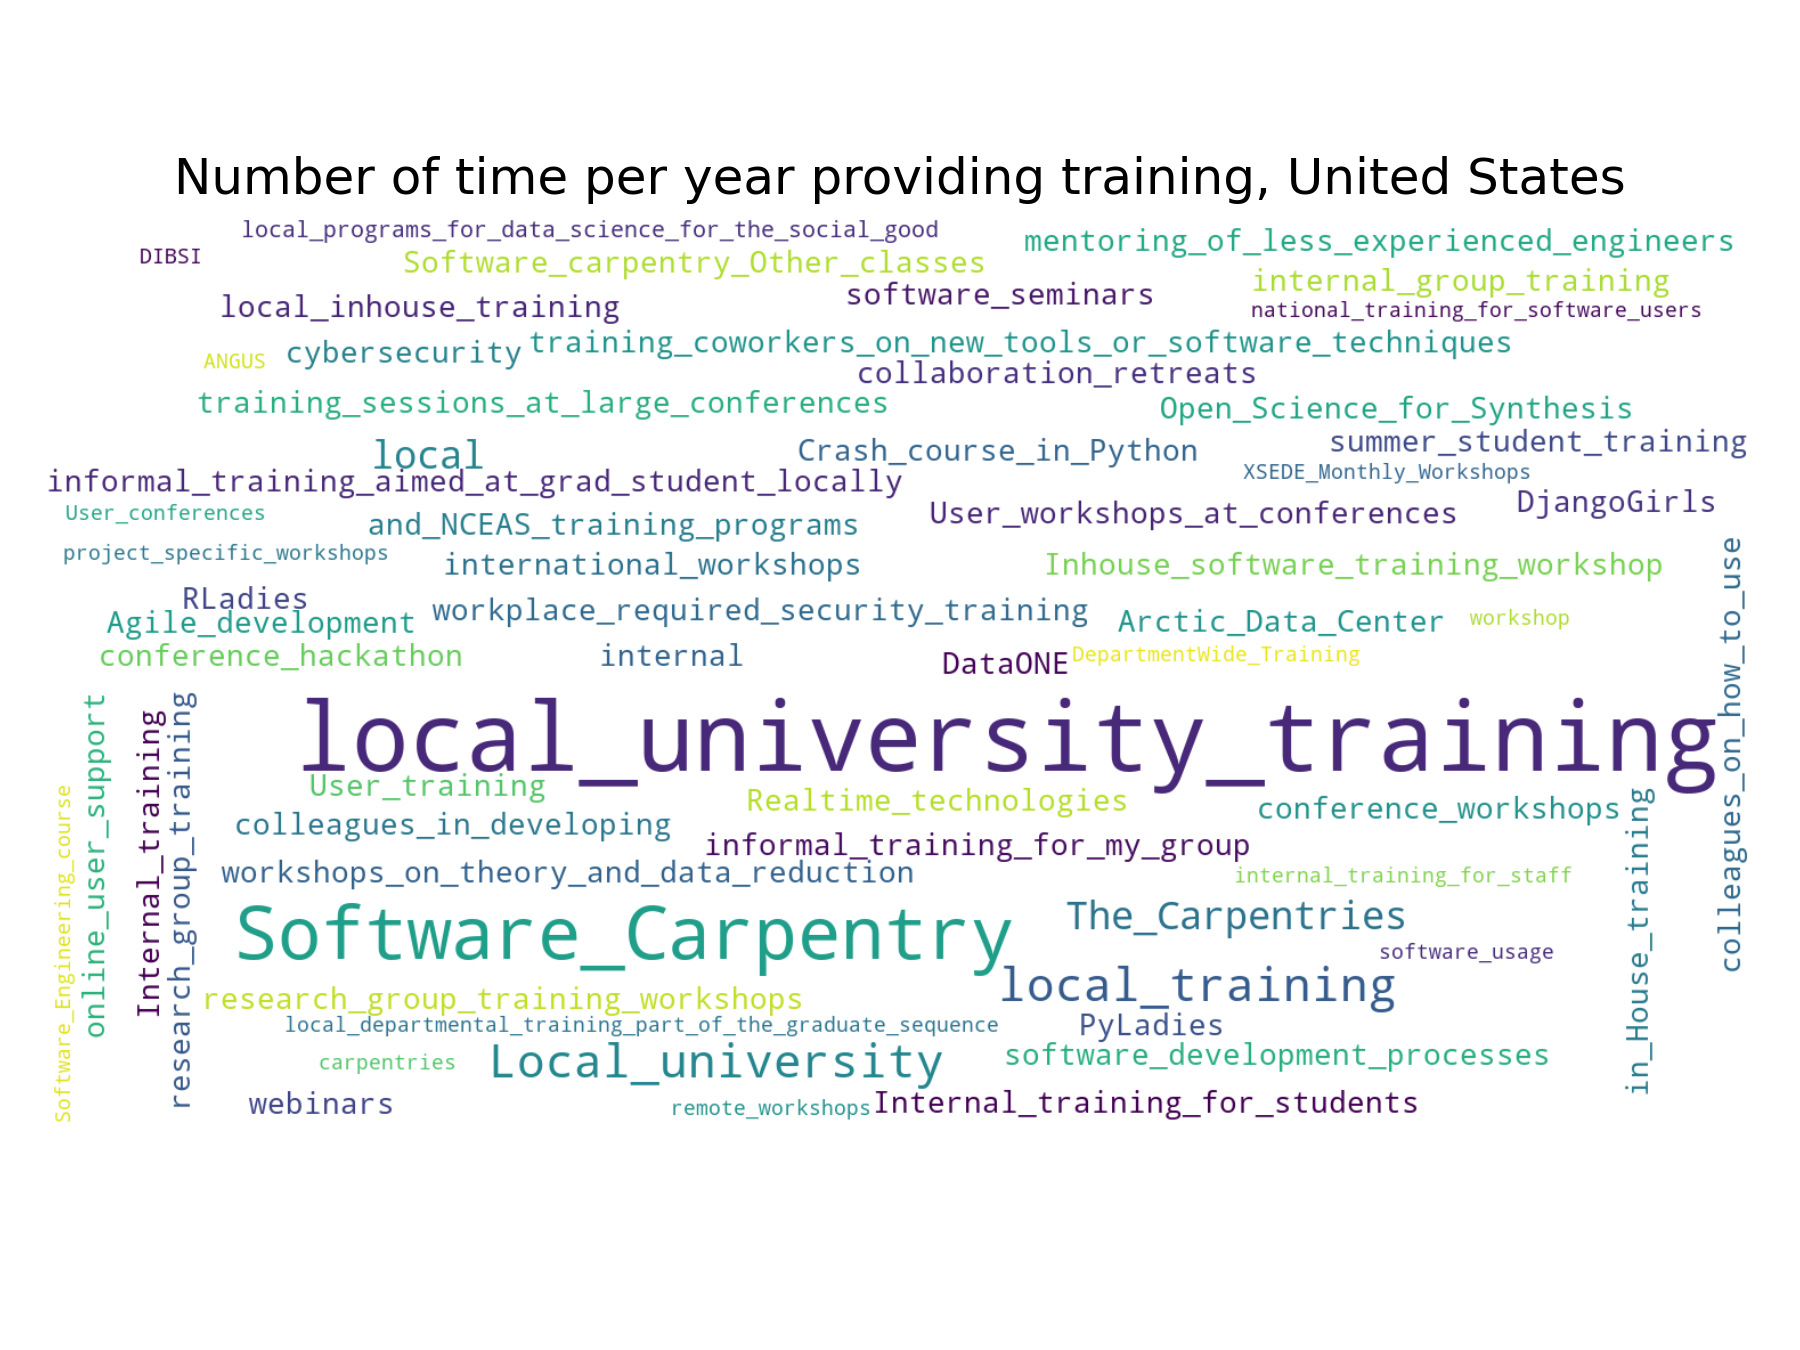 Number of time per year providing training, United States
local_programs_for_data_science_for_the_social_good
mentoring_of_less_experienced_engineers
DIBSI
Software_carpentry_Other_classes
internal_group_training
software_seminars
local_inhouse_training
national_training_for_software_users
training_coworkers_on_new_tools_or_software_techniques
cybersecurity
ANGUS
collaboration_retreats
training_sessions_at_large_conferences
Open_Science_for_Synthesis
local
Crash_course_in_Python
summer_student_training
XSEDE_Monthly_Workshops
informal_training_aimed_at_grad_student_locally
DjangoGirls
User_conferences
and_NCEAS_training_programs
User_workshops_at_conferences
project_specific_workshops
international_workshops
Inhouse_software_training_workshop
colleagues_on_how_to_use
RLadies
workplace_required_security_training
Agile_development
Arctic_Data_Center
workshop
conference_hackathon
internal
DataONE
DepartmentWide_Training
local_university_training
online_user_support
Internal_training
research_group_training
User_training
Realtime_technologies
conference_workshops
Software_Engineering_course
colleagues_in_developing
informal_training_for_my_group
workshops_on_theory_and_data_reduction
internal_training_for_staff
in_House_training
Software_Carpentry
The_Carpentries
software_usage
local_training
research_group_training_workshops
local_departmental_training_part_of_the_graduate_sequence
PyLadies
carpentries
Local_university
software_development_processes
webinars
remote_workshops
Internal_training_for_students